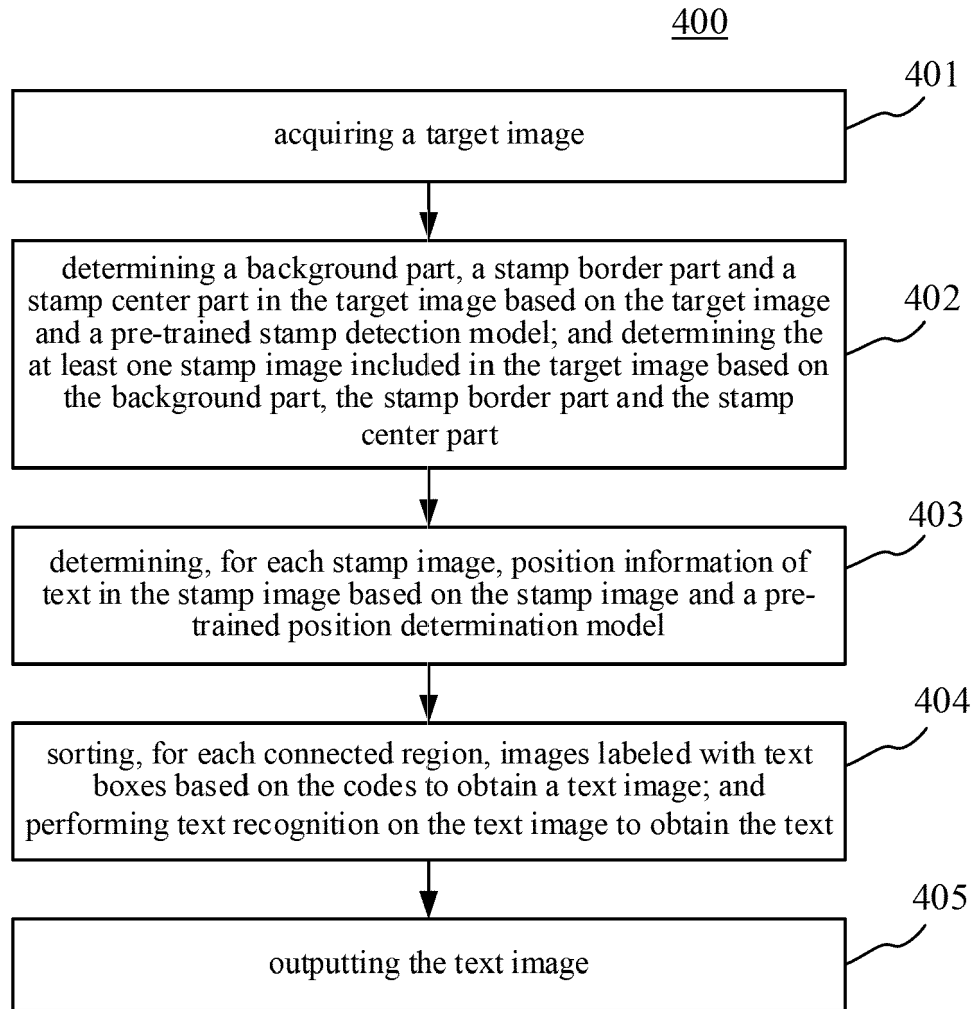 400
401
acquiring a target image
determining a background part, a stamp border part and a
stamp center part in the target image based on the target image
and a pre-trained stamp detection model; and determining the
at least one stamp image included in the target image based on
the background part, the stamp border part and the stamp
center part
402
403
determining, for each stamp image, position information of
text in the stamp image based on the stamp image and a pre-
trained position determination model
404
sorting, for each connected region, images labeled with text
boxes based on the codes to obtain a text image; and
performing text recognition on the text image to obtain the text
405
outputting the text image